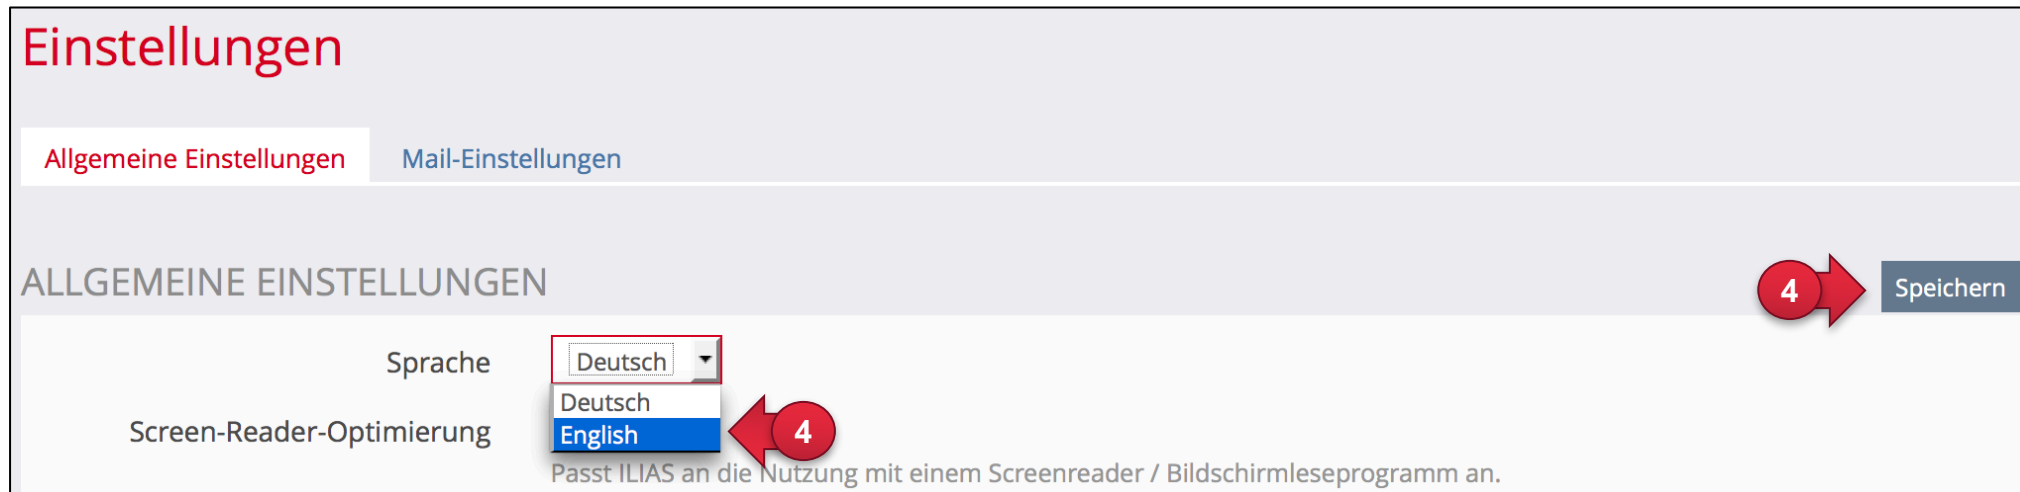 Einstellungen
Allgemeine Einstellungen Mail-Einstellungen
ALLGEMEINE EINSTELLUNGEN 4 Speichern
Sprache Deutsch
Deutsch
Screen-Reader-Optimierung English 4
Passt ILIAS an die Nutzung mit einem Screenreader / Bildschirmleseprogramm an.